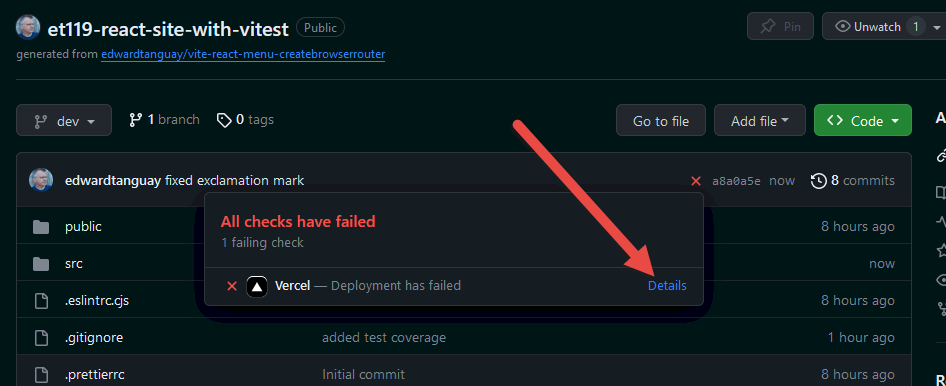 et119-react-site-with-vitest Public Pin Unwatch 1
generated from edwardtanguay/vite-react-menu-createbrowserrouter
dev 1 branch 0 tags Go to file Add file Code
edwardtanguay fixed exclamation mark a8a0a5e now 8 commits
All checks have failed
1 failing check
Vercel — Deployment has failed Details
public 8 hours ago
src now
.eslintrc.cjs 8 hours ago
.gitignore added test coverage 1 hour ago
.prettierrc Initial commit 8 hours ago